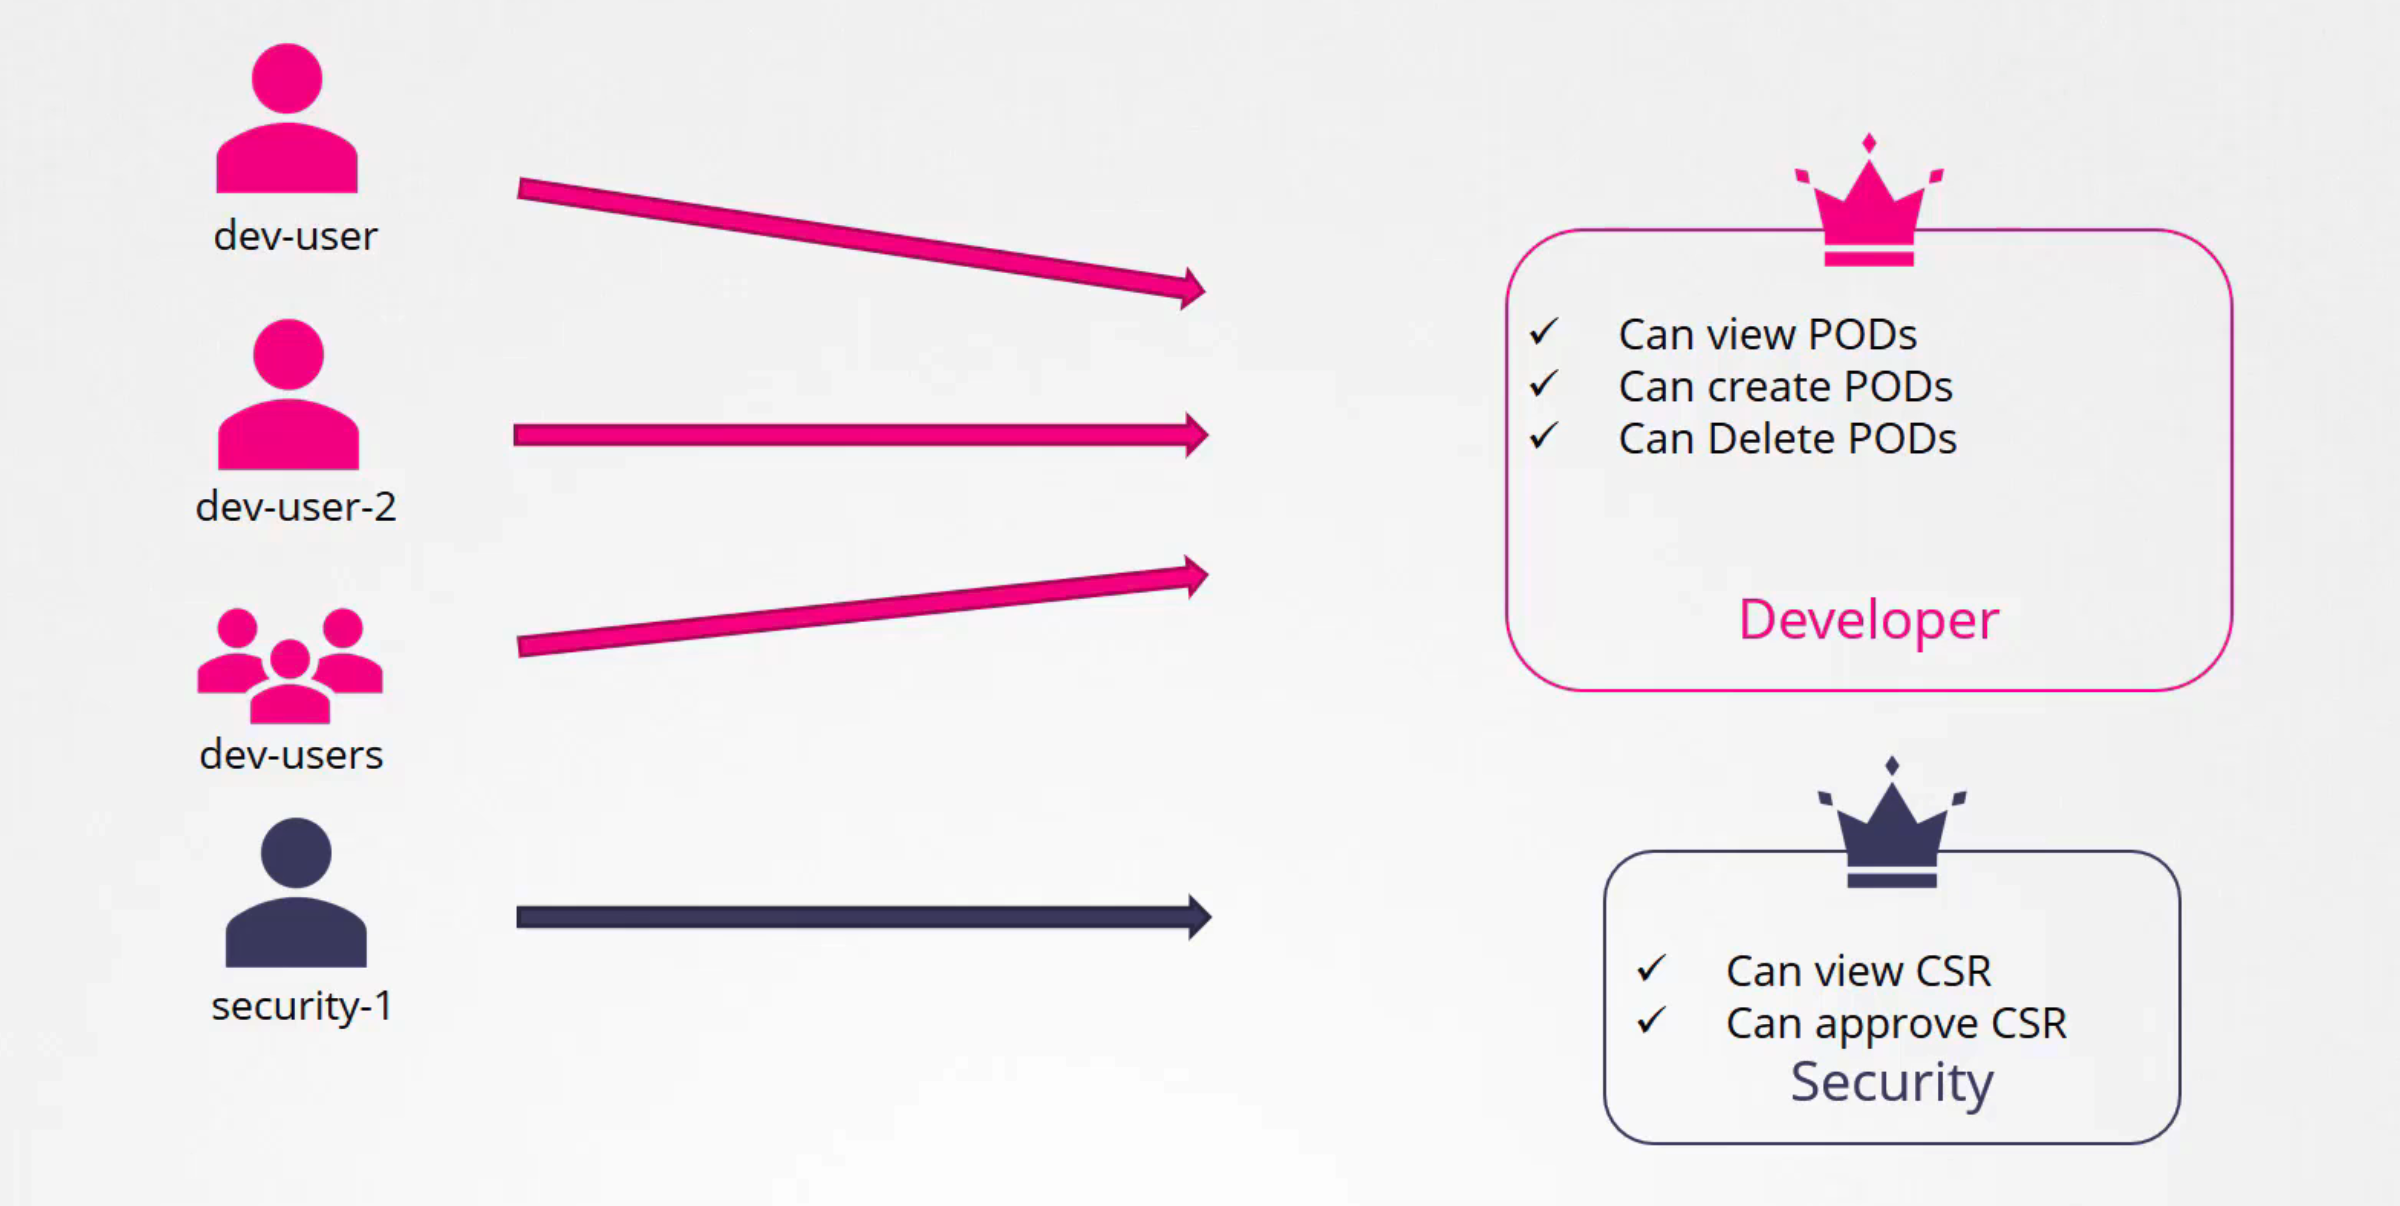 dev-user
dev-user-2
dev-users
security-1
✓ Can view PODs
✓ Can create PODs
✓ Can Delete PODs
Developer
✓ Can view CSR
✓ Can approve CSR
Security